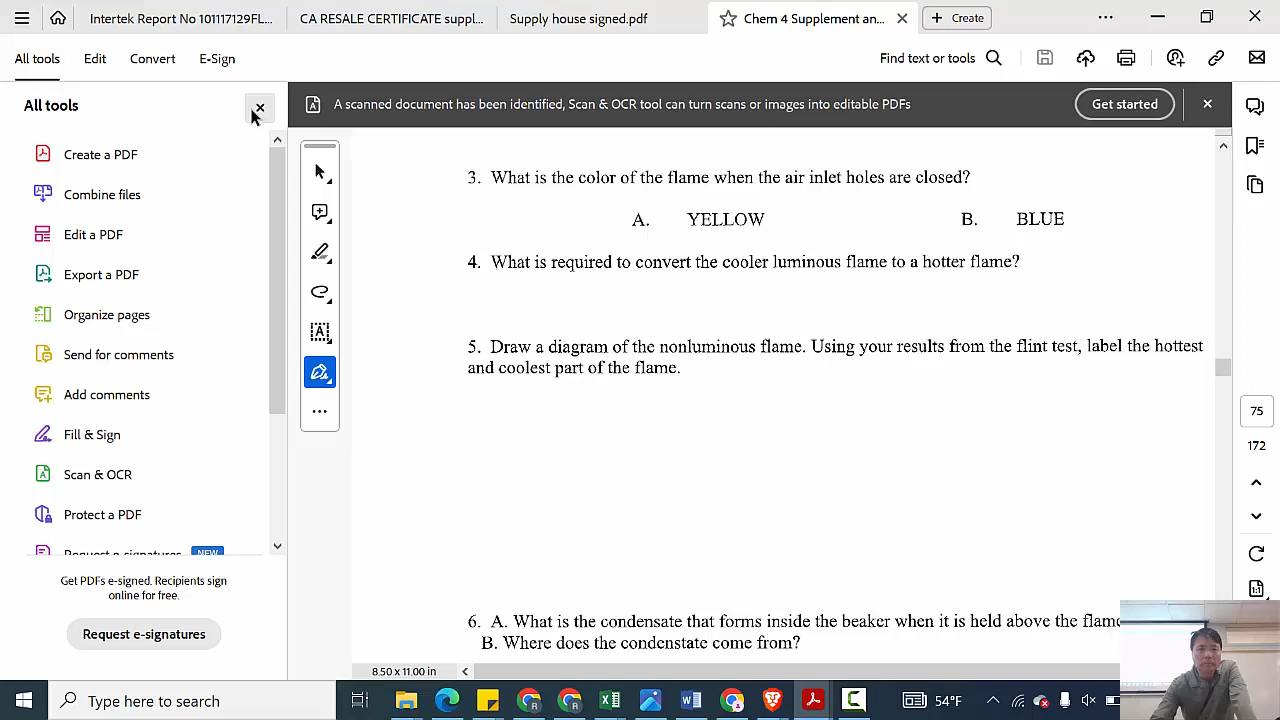 Intertek Report No 101117129FL...
CA RESALE CERTIFICATE suppl...
Supply house signed.pdf
Chem 4 Supplement an...
Create
All tools
Edit
Convert
E-Sign
Find text or tools
All tools
A scanned document has been identified, Scan & OCR tool can turn scans or images into editable PDFs
Get started
Create a PDF
Combine files
Edit a PDF
Export a PDF
Organize pages
Send for comments
Add comments
Fill & Sign
Scan & OCR
Protect a PDF
Request e-signatures NEW
Get PDFs e-signed. Recipients sign
online for free.
Request e-signatures
3. What is the color of the flame when the air inlet holes are closed?
A. YELLOW B. BLUE
4. What is required to convert the cooler luminous flame to a hotter flame?
5. Draw a diagram of the nonluminous flame. Using your results from the flint test, label the hottest
and coolest part of the flame.
6. A. What is the condensate that forms inside the beaker when it is held above the flame
B. Where does the condenstate come from?
8.50 x 11.00 in
75
172
1:1
Type here to search
54°F